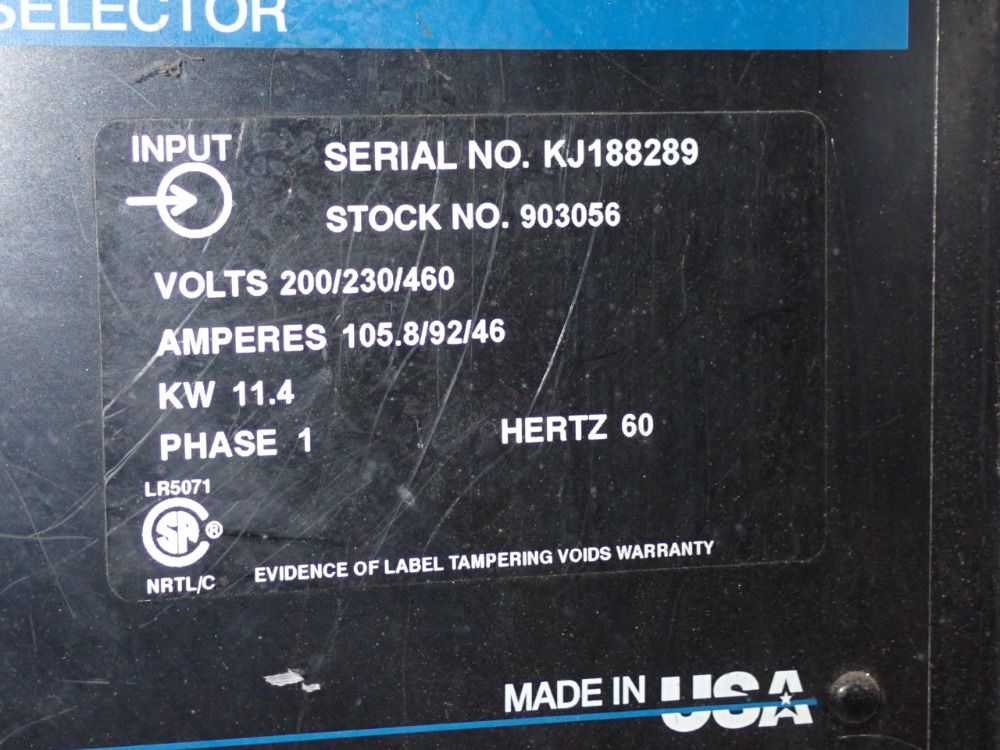 SELECTOR
INPUT
SERIAL NO. KJ188289
STOCK NO. 903056
VOLTS 200/230/460
AMPERES 105.8/92/46
KW 11.4
PHASE 1
HERTZ 60
LR5071
SA ®
NRTL/C
EVIDENCE OF LABEL TAMPERING VOIDS WARRANTY
MADE IN USA